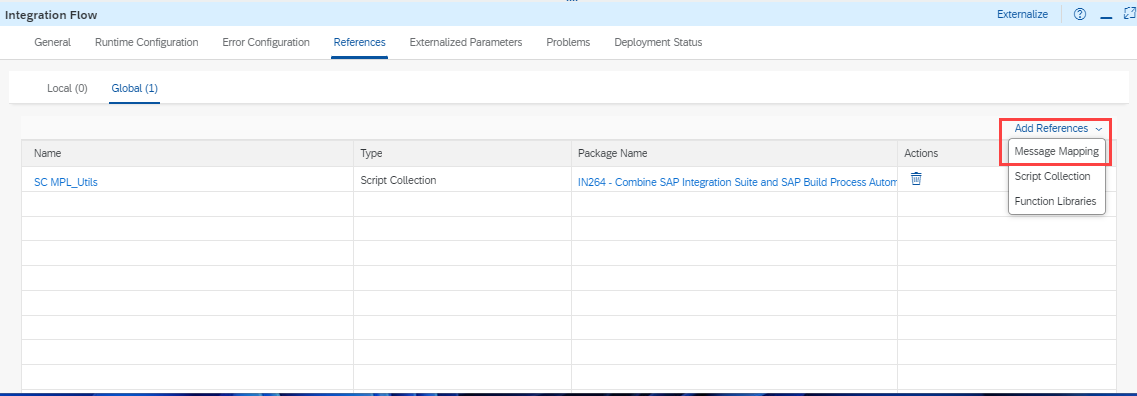 Integration Flow
Externalize
General Runtime Configuration Error Configuration References Externalized Parameters Problems Deployment Status
Local (0) Global (1)
Add References
Name Type Package Name Actions
Message Mapping
SC MPL_Utils Script Collection IN264 - Combine SAP Integration Suite and SAP Build Process Autom
Script Collection
Function Libraries